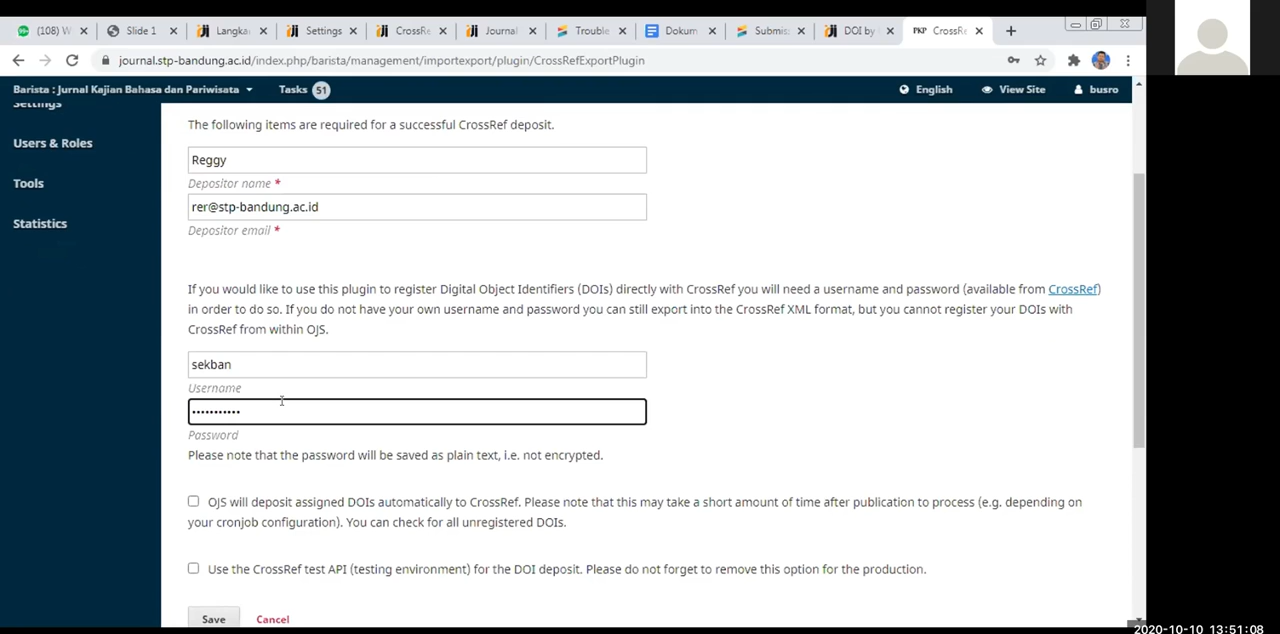 (108) W
Slide 1
Langka
Settings
CrossRe
Journal
Trouble
Dokum
Submis
DOI by
PKP CrossR
journal.stp-bandung.ac.id/index.php/barista/management/importexport/plugin/CrossRefExportPlugin
Barista : Jurnal Kajian Bahasa dan Pariwisata Tasks 51 English View Site busro
Settings
Users & Roles
Tools
Statistics
The following items are required for a successful CrossRef deposit.
Reggy
Depositor name *
rer@stp-bandung.ac.id
Depositor email *
If you would like to use this plugin to register Digital Object Identifiers (DOIs) directly with CrossRef you will need a username and password (available from CrossRef)
in order to do so. If you do not have your own username and password you can still export into the CrossRef XML format, but you cannot register your DOIs with
CrossRef from within OJS.
sekban
Username
•••••••••••
Password
Please note that the password will be saved as plain text, i.e. not encrypted.
OJS will deposit assigned DOIs automatically to CrossRef. Please note that this may take a short amount of time after publication to process (e.g. depending on
your cronjob configuration). You can check for all unregistered DOIs.
Use the CrossRef test API (testing environment) for the DOI deposit. Please do not forget to remove this option for the production.
Save Cancel
2020-10-10 13:51:08